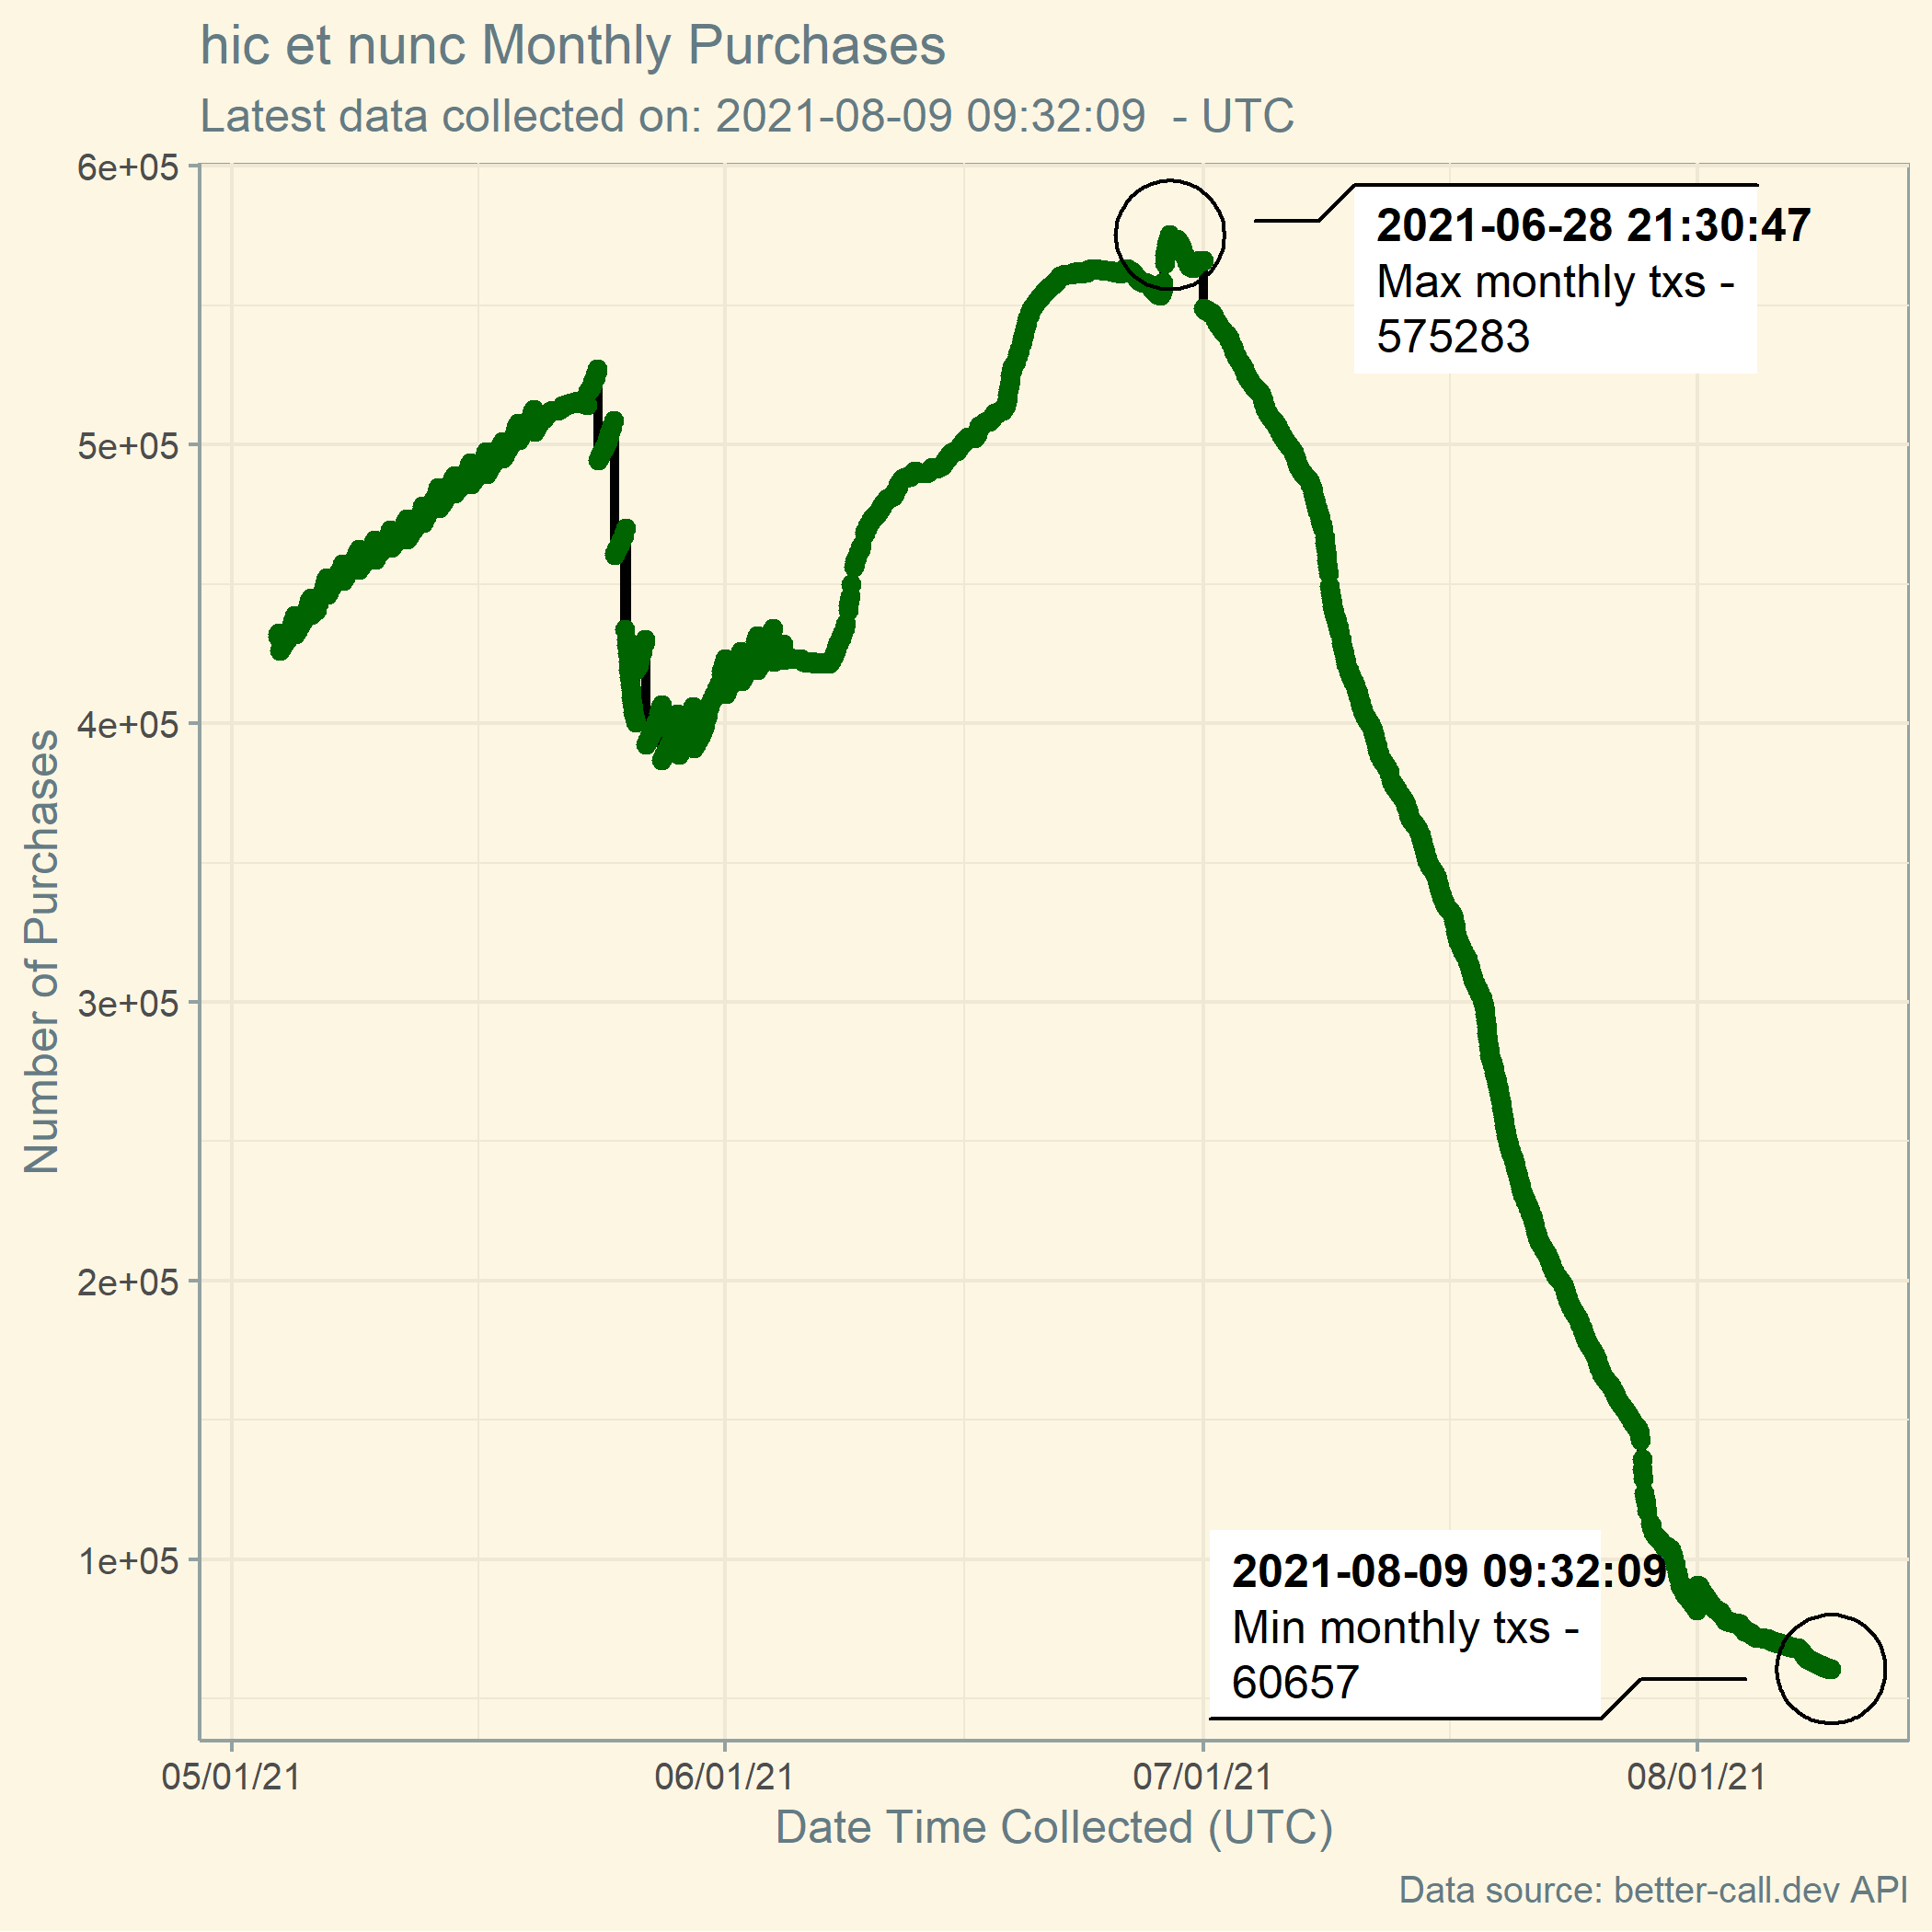 hic et nunc Monthly Purchases
Latest data collected on: 2021-08-09 09:32:09 - UTC
6e+05
5e+05
4e+05
3e+05
2e+05
1e+05
Number of Purchases
2021-06-28 21:30:47
Max monthly txs -
575283
2021-08-09 09:32:09
Min monthly txs -
60657
05/01/21
06/01/21
07/01/21
08/01/21
Date Time Collected (UTC)
Data source: better-call.dev API